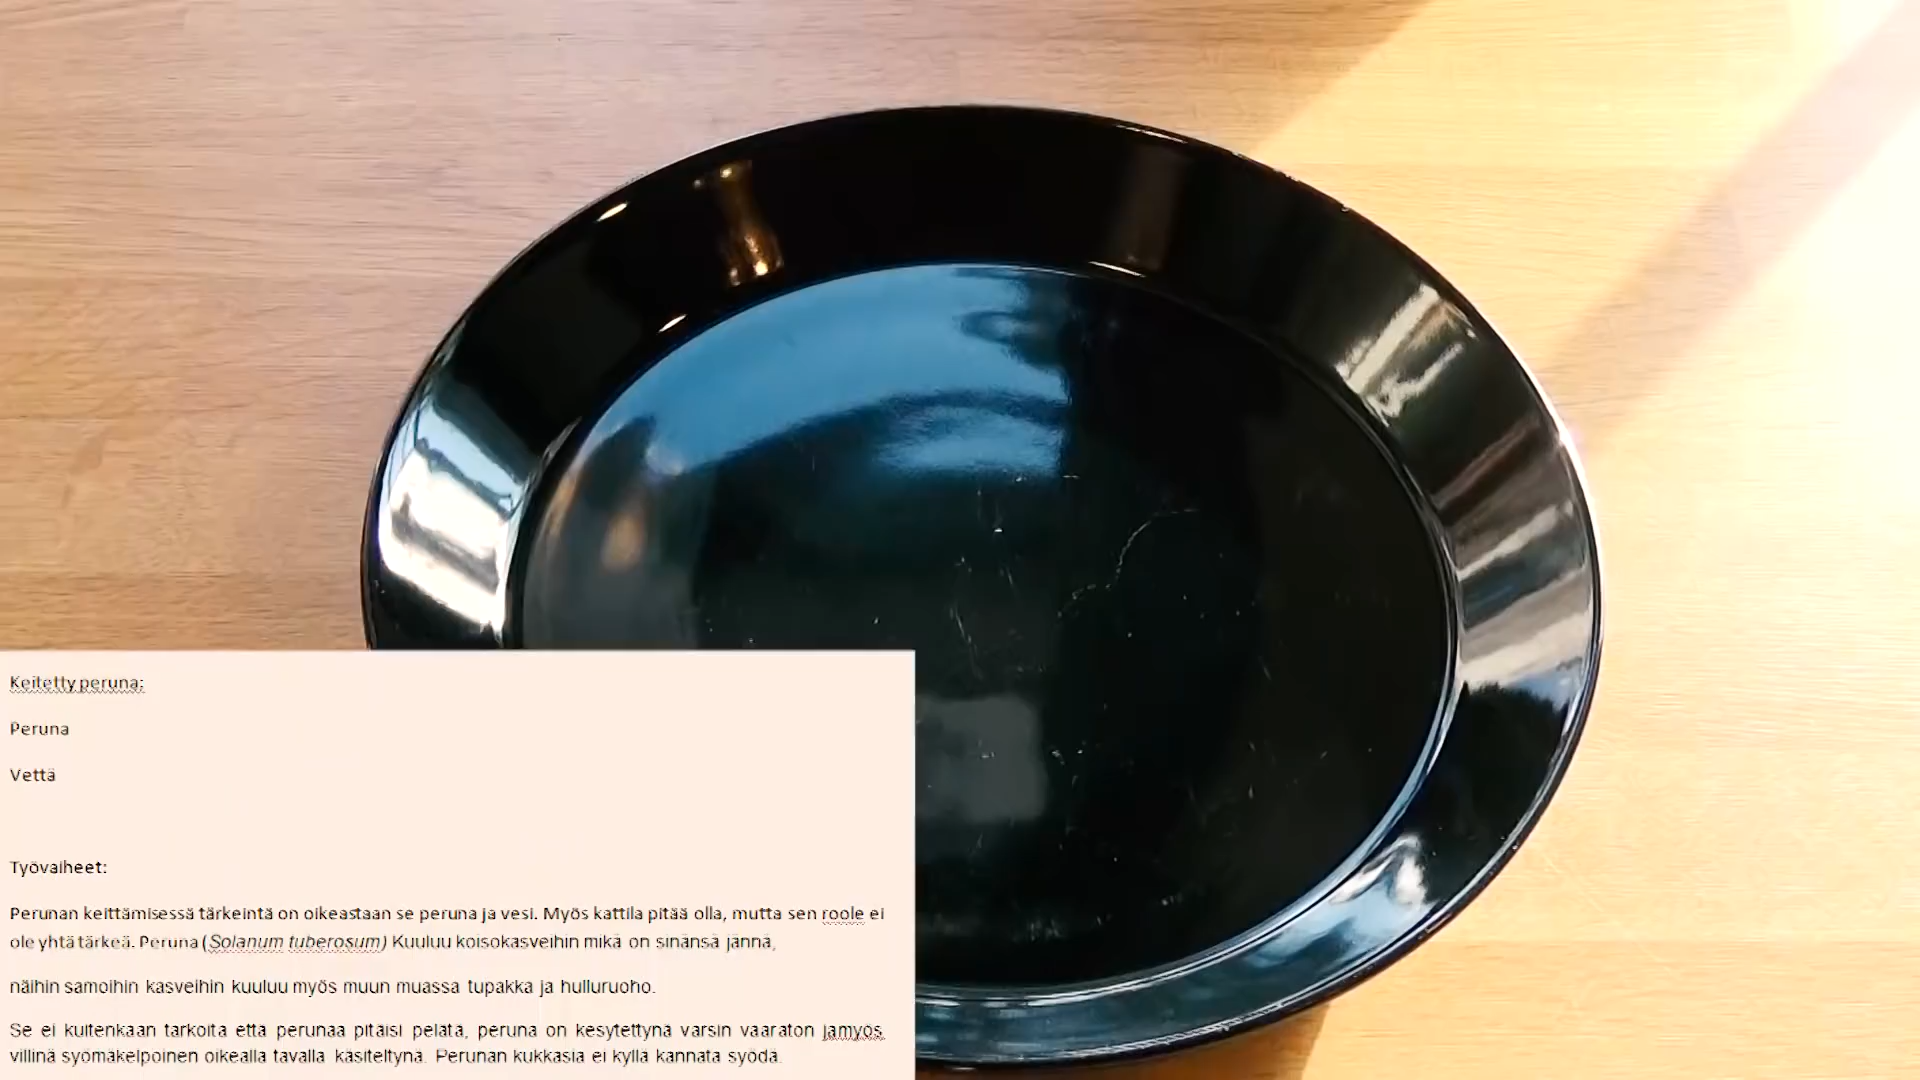 Keitetty peruna:
Peruna
Vettä
Työvaiheet:
Perunan keittämisessä tärkeintä on oikeastaan se peruna ja vesi. Myös kattila pitää olla, mutta sen roole ei
ole yhtä tärkeä. Peruna (Solanum tuberosum) Kuuluu koisokasveihin mikä on sinänsä jännä,
näihin samoihin kasveihin kuuluu myös muun muassa tupakka ja hulluruoho.
Se ei kuitenkaan tarkoita että perunaa pitäisi pelätä, peruna on kesytettynä varsin vaaraton jamyös
villinä syömäkelpoinen oikealla tavalla käsiteltynä. Perunan kukkasia ei kyllä kannata syödä.